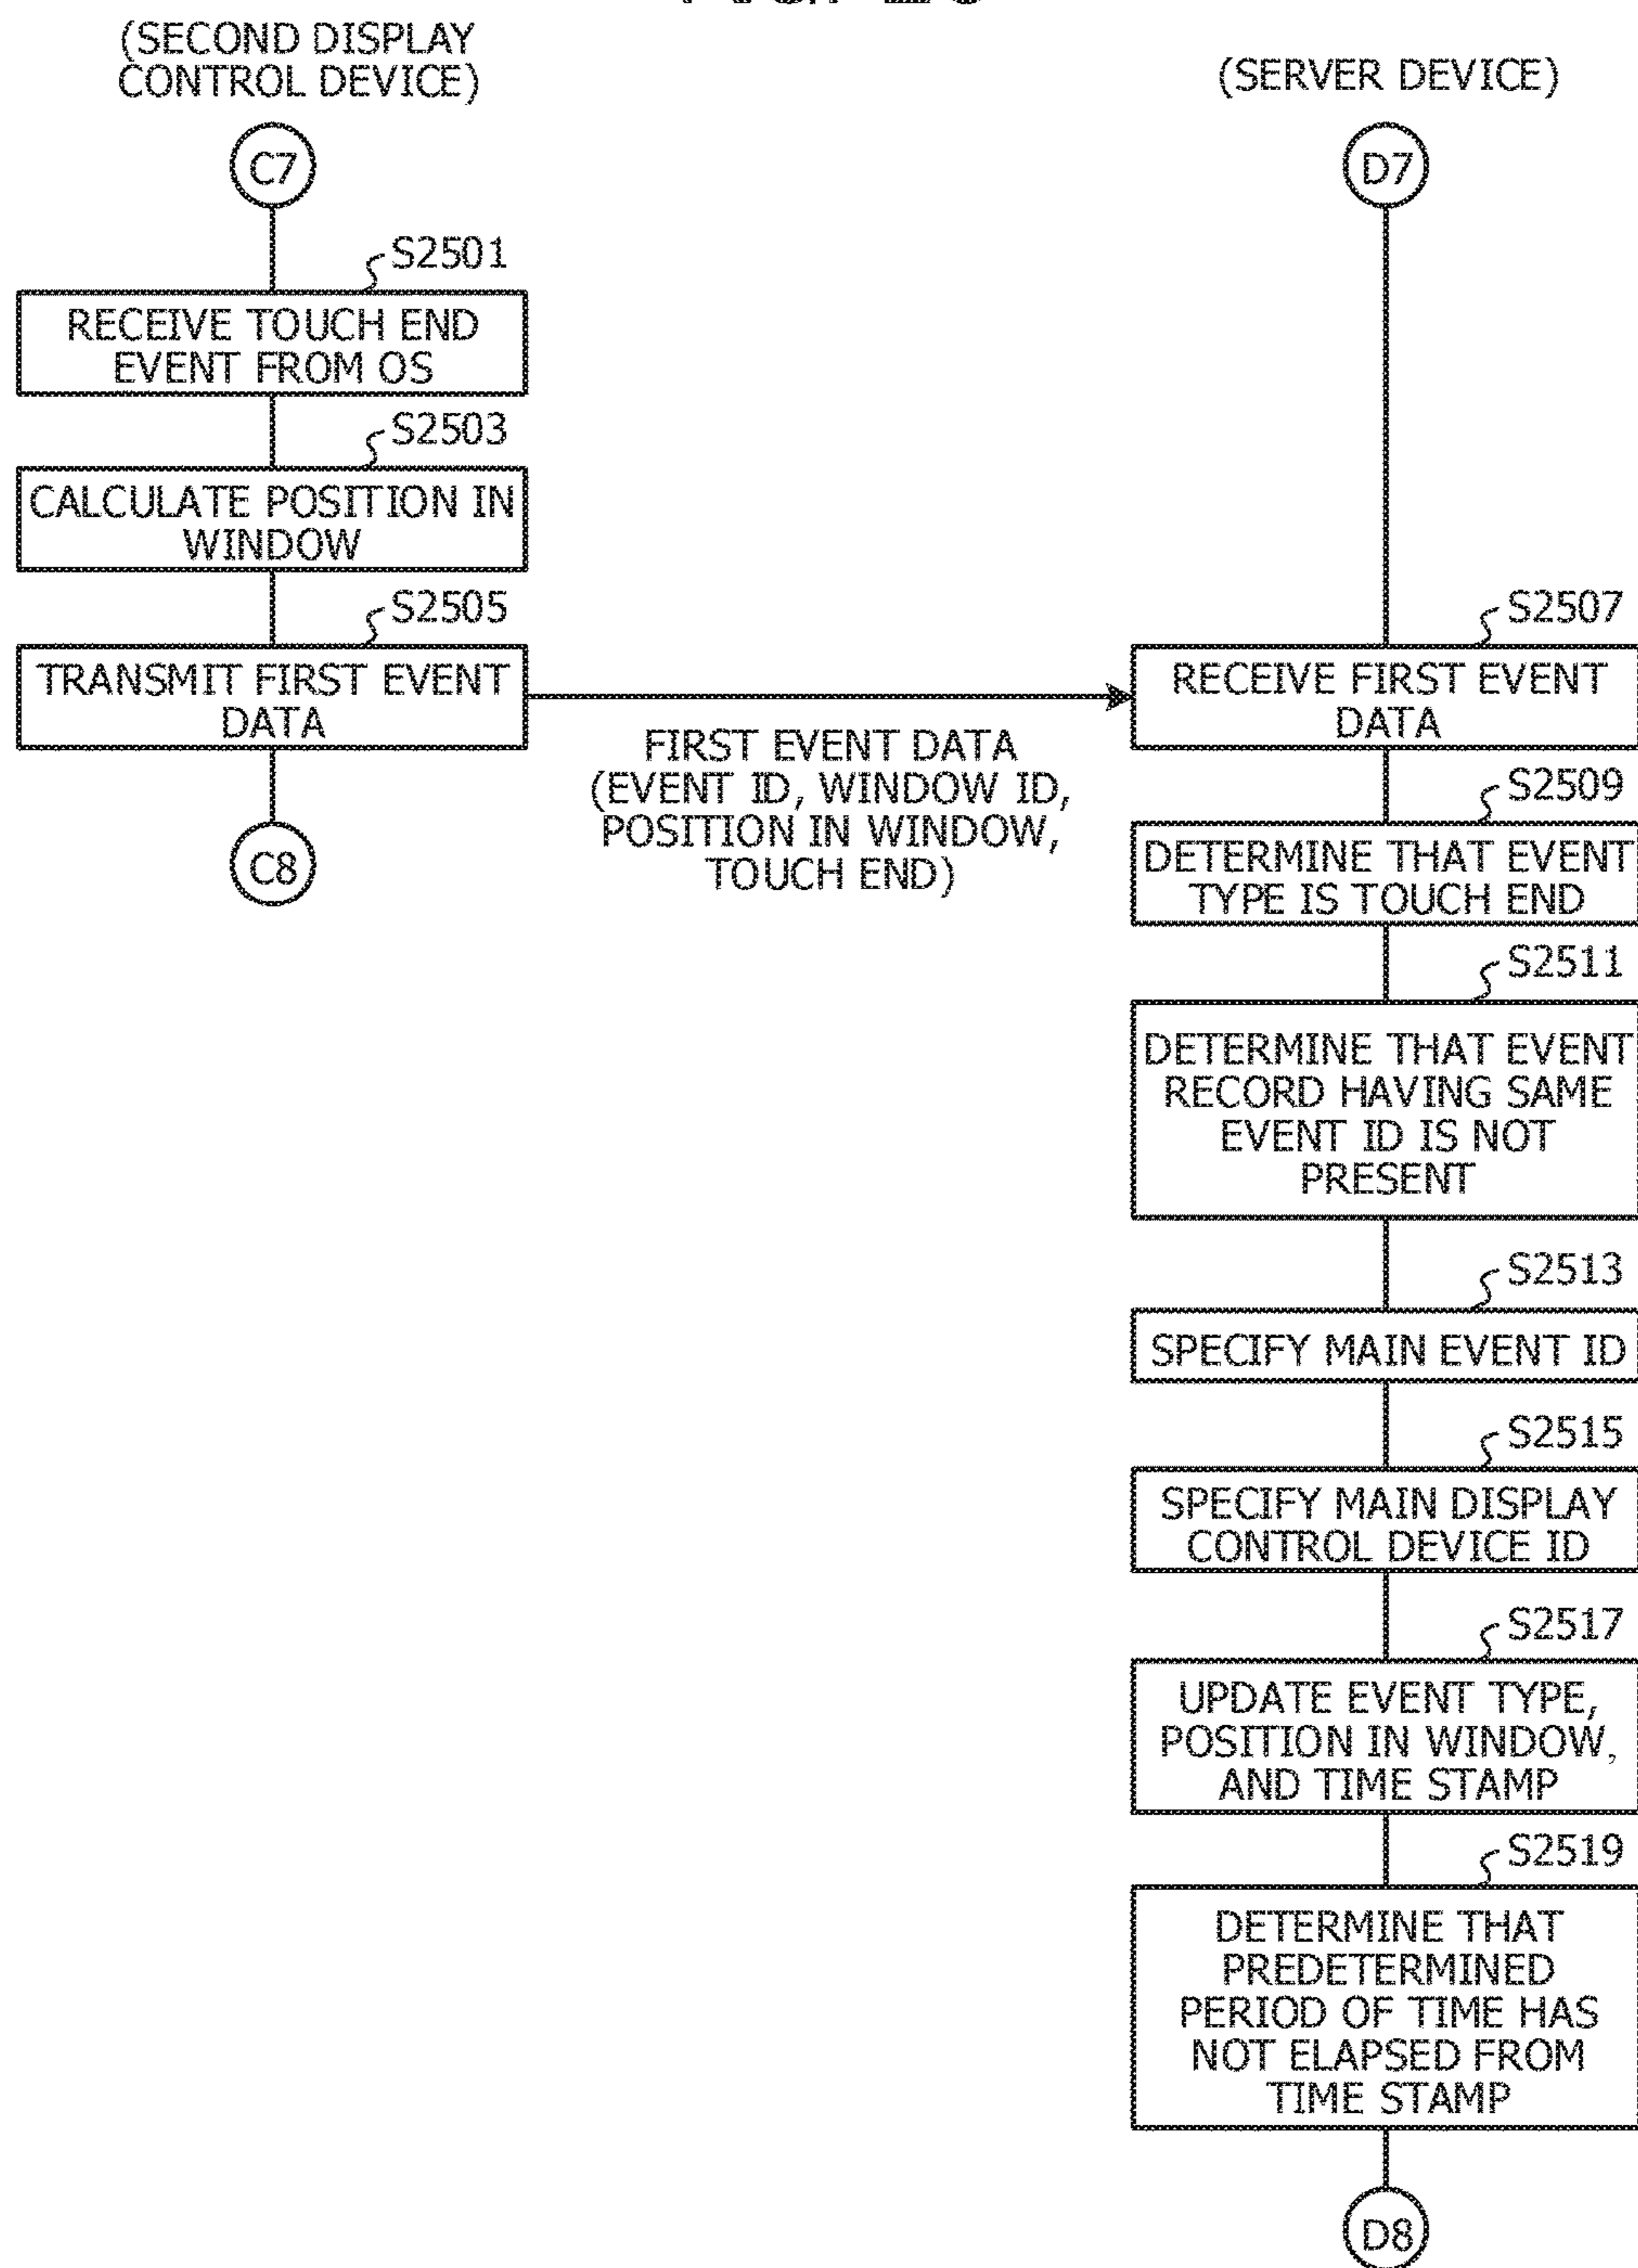 (SECOND DISPLAY
CONTROL DEVICE)
C7
S2501
RECEIVE TOUCH END
EVENT FROM OS
S2503
CALCULATE POSITION IN
WINDOW
S2505
TRANSMIT FIRST EVENT
DATA
C8
FIRST EVENT DATA
(EVENT ID, WINDOW ID,
POSITION IN WINDOW,
TOUCH END)
(SERVER DEVICE)
D7
S2507
RECEIVE FIRST EVENT
DATA
S2509
DETERMINE THAT EVENT
TYPE IS TOUCH END
S2511
DETERMINE THAT EVENT
RECORD HAVING SAME
EVENT ID IS NOT
PRESENT
S2513
SPECIFY MAIN EVENT ID
S2515
SPECIFY MAIN DISPLAY
CONTROL DEVICE ID
S2517
UPDATE EVENT TYPE,
POSITION IN WINDOW,
AND TIME STAMP
S2519
DETERMINE THAT
PREDETERMINED
PERIOD OF TIME HAS
NOT ELAPSED FROM
TIME STAMP
D8